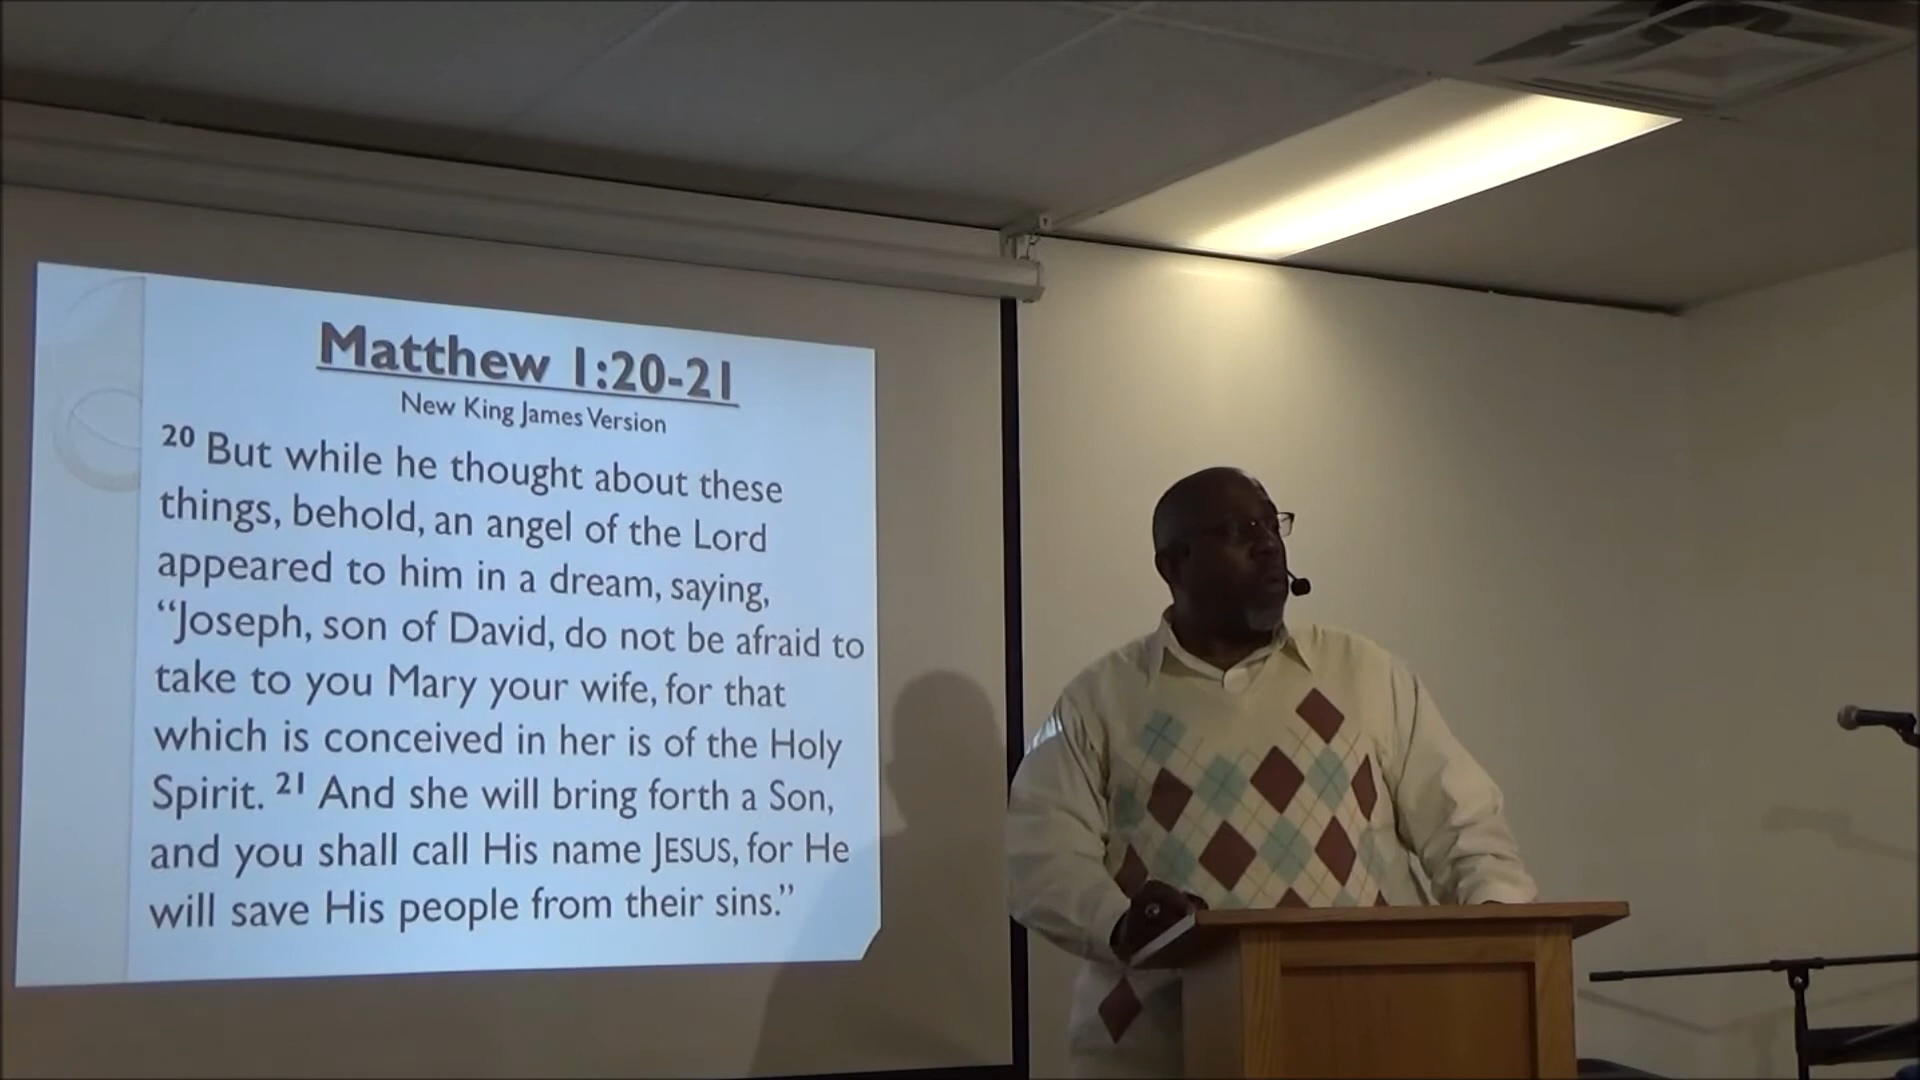 Matthew 1:20-21
New King James Version
20 But while he thought about these
things, behold, an angel of the Lord
appeared to him in a dream, saying,
“Joseph, son of David, do not be afraid to
take to you Mary your wife, for that
which is conceived in her is of the Holy
Spirit. 21 And she will bring forth a Son,
and you shall call His name JESUS, for He
will save His people from their sins.”